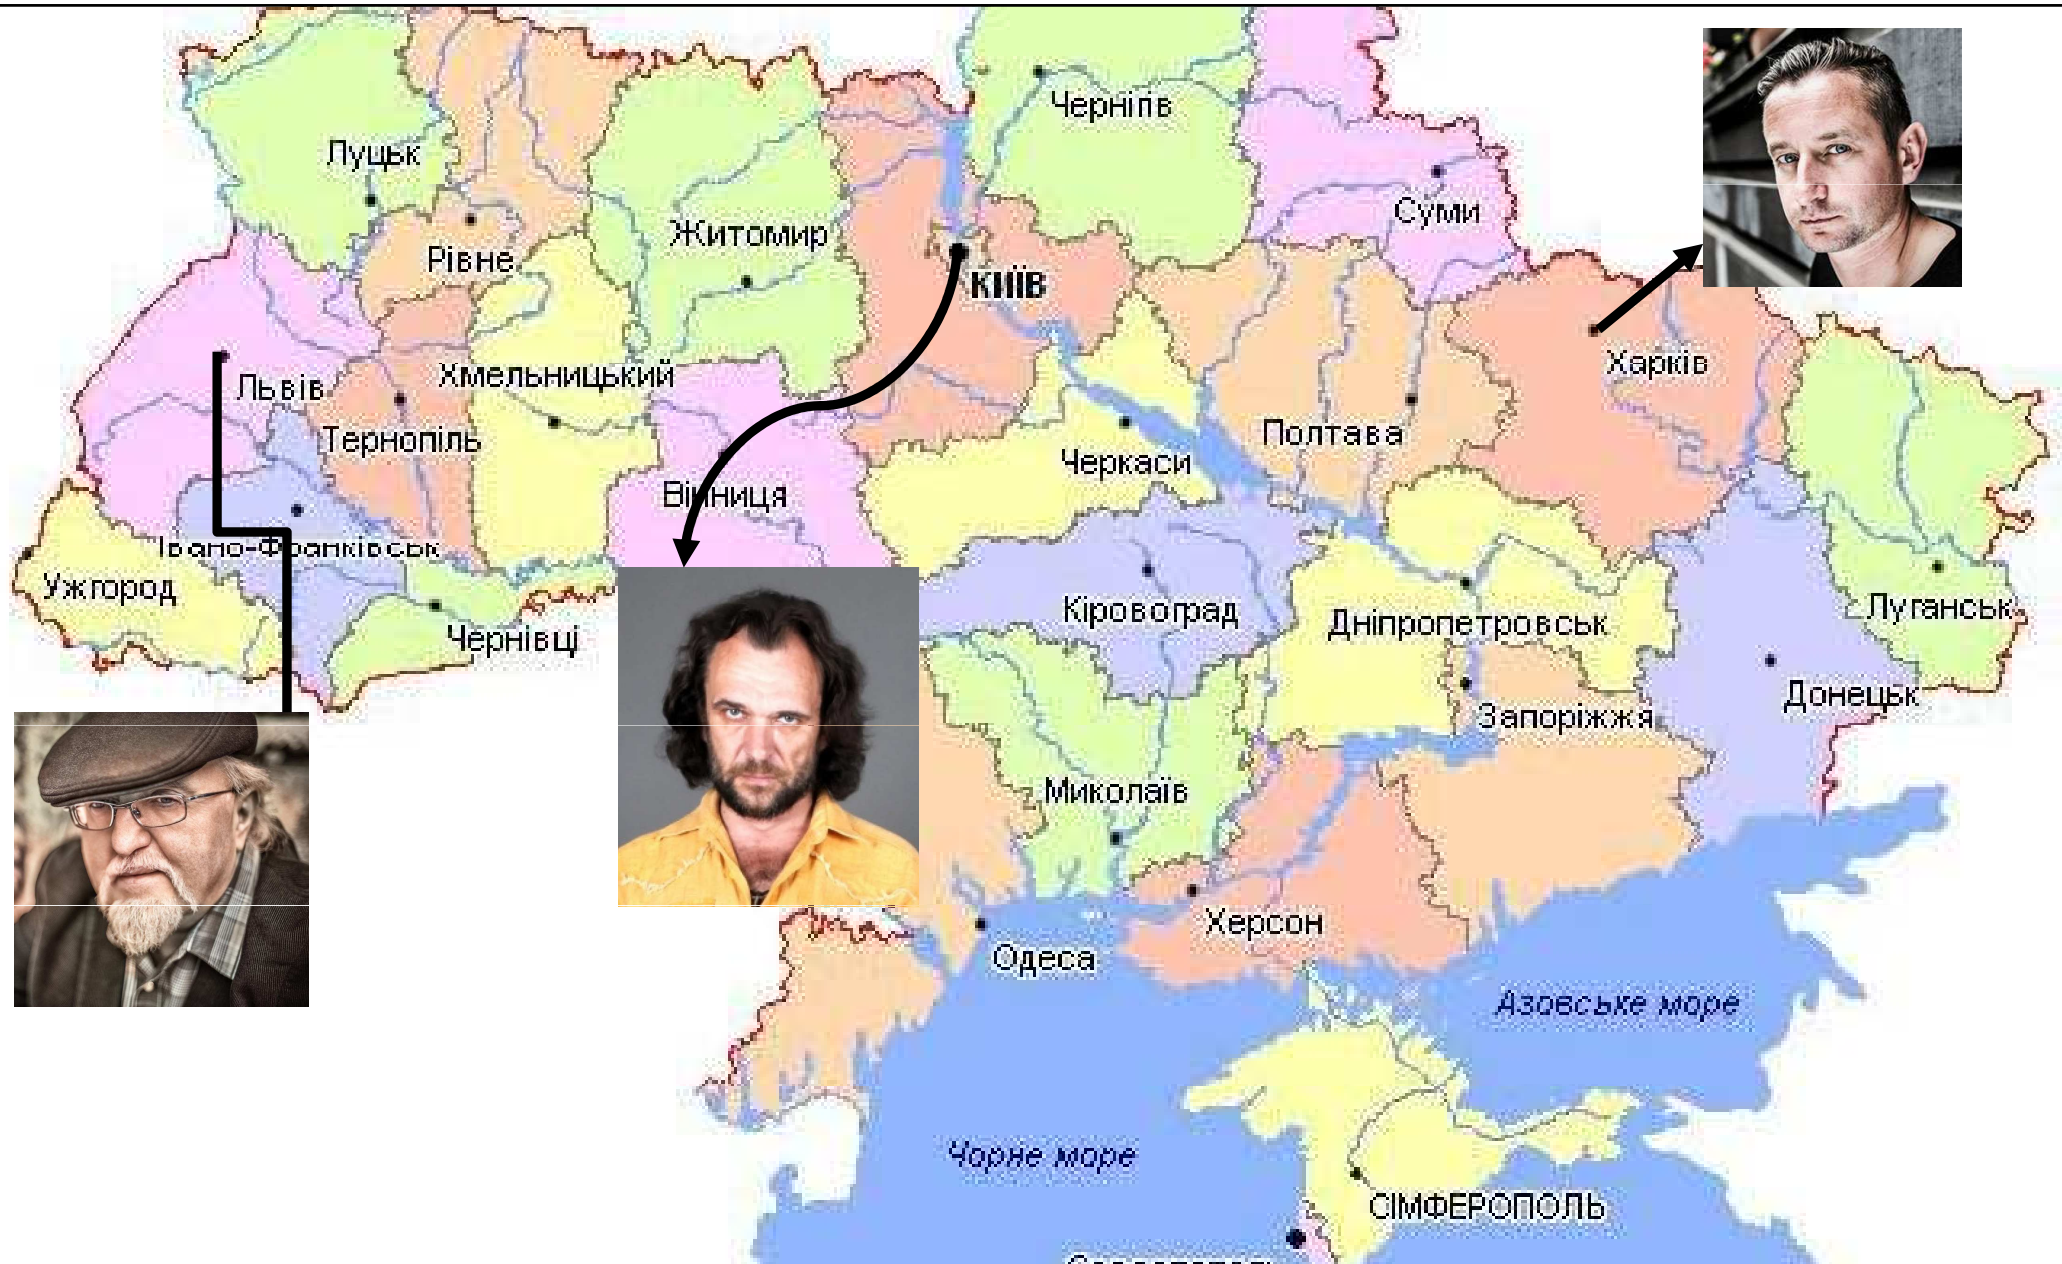 Чернігів
Луцьк
Суми
Житомир
Рівне
КИЇВ
Харків
Львів
Хмельницький
Тернопіль
Полтава
Черкаси
Вінниця
Івано-Франківськ
Ужгород
Кіровоград
Дніпропетровськ
Луганськ
Чернівці
Донецьк
Запоріжжя
Миколаїв
Херсон
Одеса
Азовське море
Чорне море
СІМФЕРОПОЛЬ